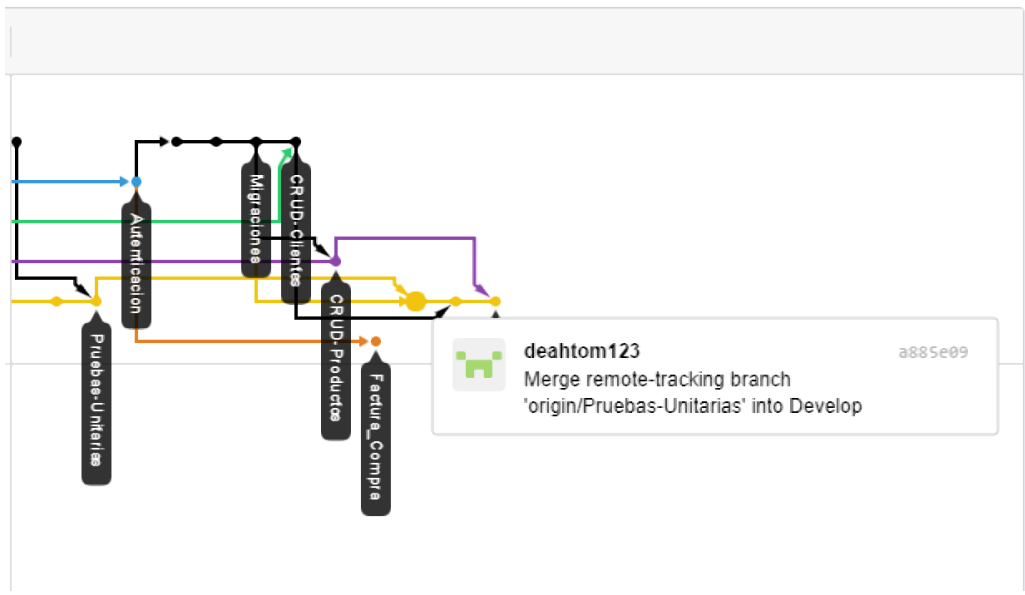 Autenticacion
Migraciones
CRUD-Clientes
Pruebas-Unitarias
CRUD-Productos
Factura_Compra
deahtom123
a885e09
Merge remote-tracking branch
'origin/Pruebas-Unitarias' into Develop